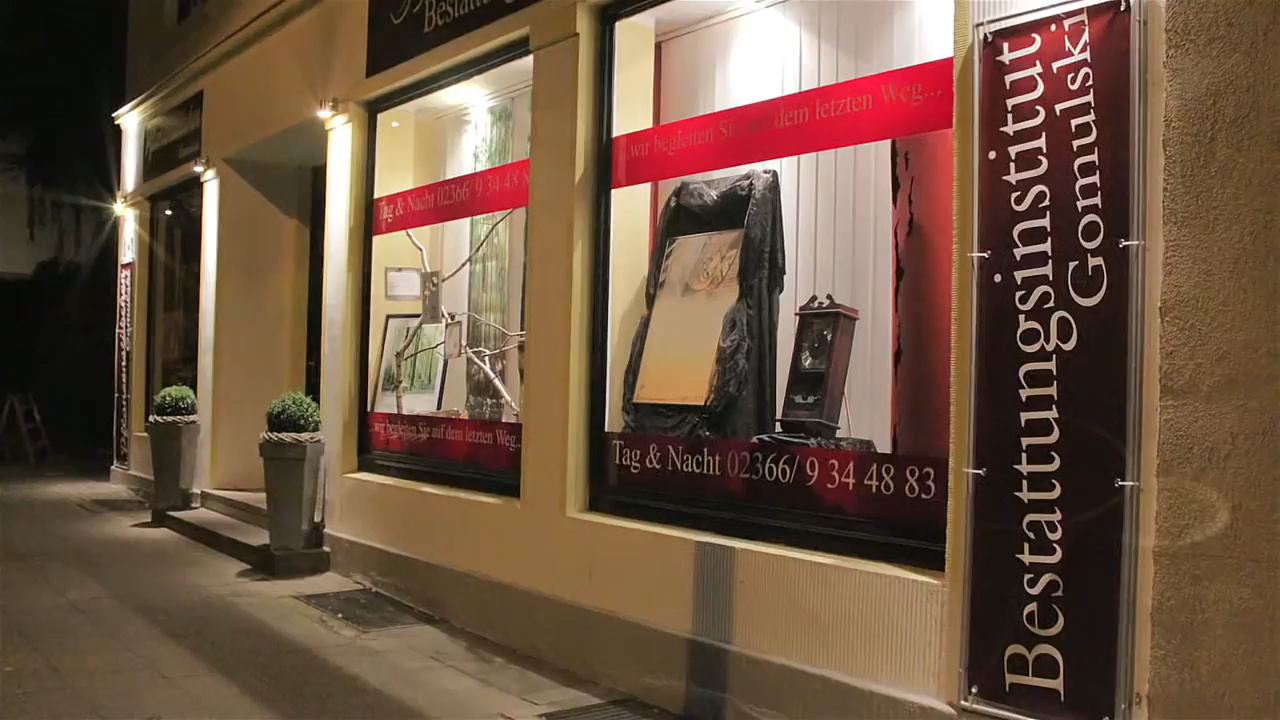 Tag & Nacht 02366/ 9 34 48 8
wir begleiten Sie auf dem letzten Weg...
wir begleiten Sie auf dem letzten Weg...
Tag & Nacht 02366/ 9 34 48 83
Bestattungsinstitut
Gomulski